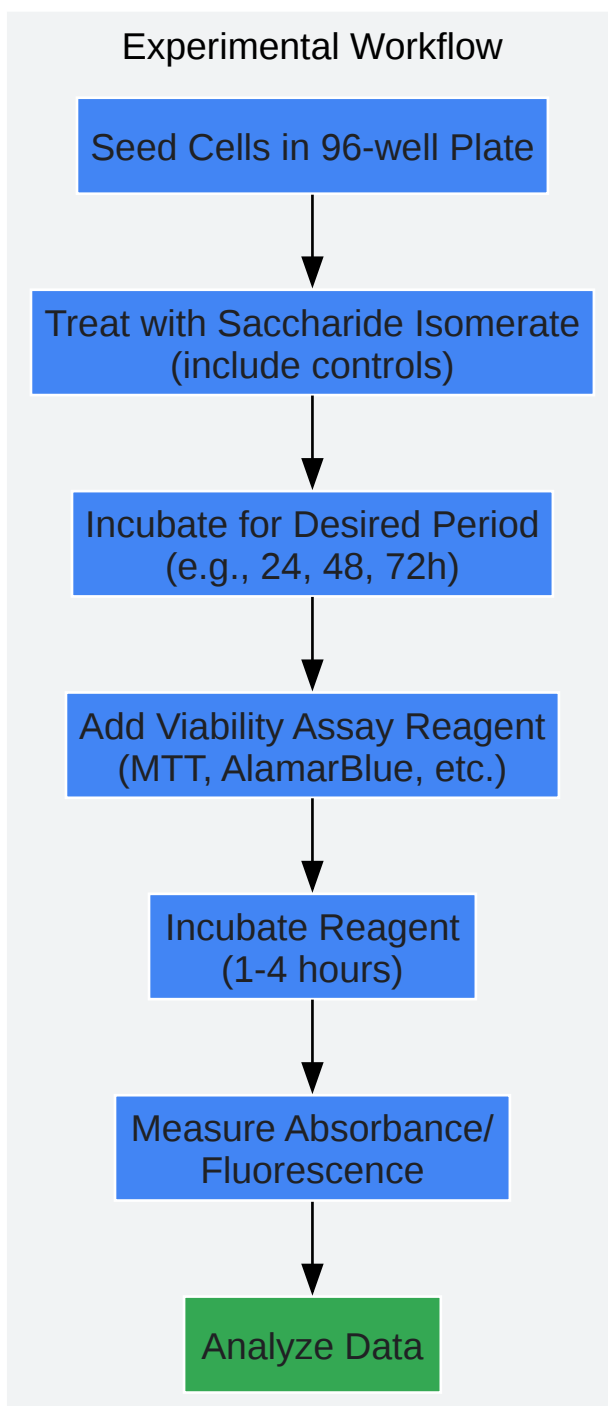 Experimental Workflow
Seed Cells in 96-well Plate
Treat with Saccharide Isomerate
(include controls)
Incubate for Desired Period
(e.g., 24, 48, 72h)
Add Viability Assay Reagent
(MTT, AlamarBlue, etc.)
Incubate Reagent
(1-4 hours)
Measure Absorbance/
Fluorescence
Analyze Data